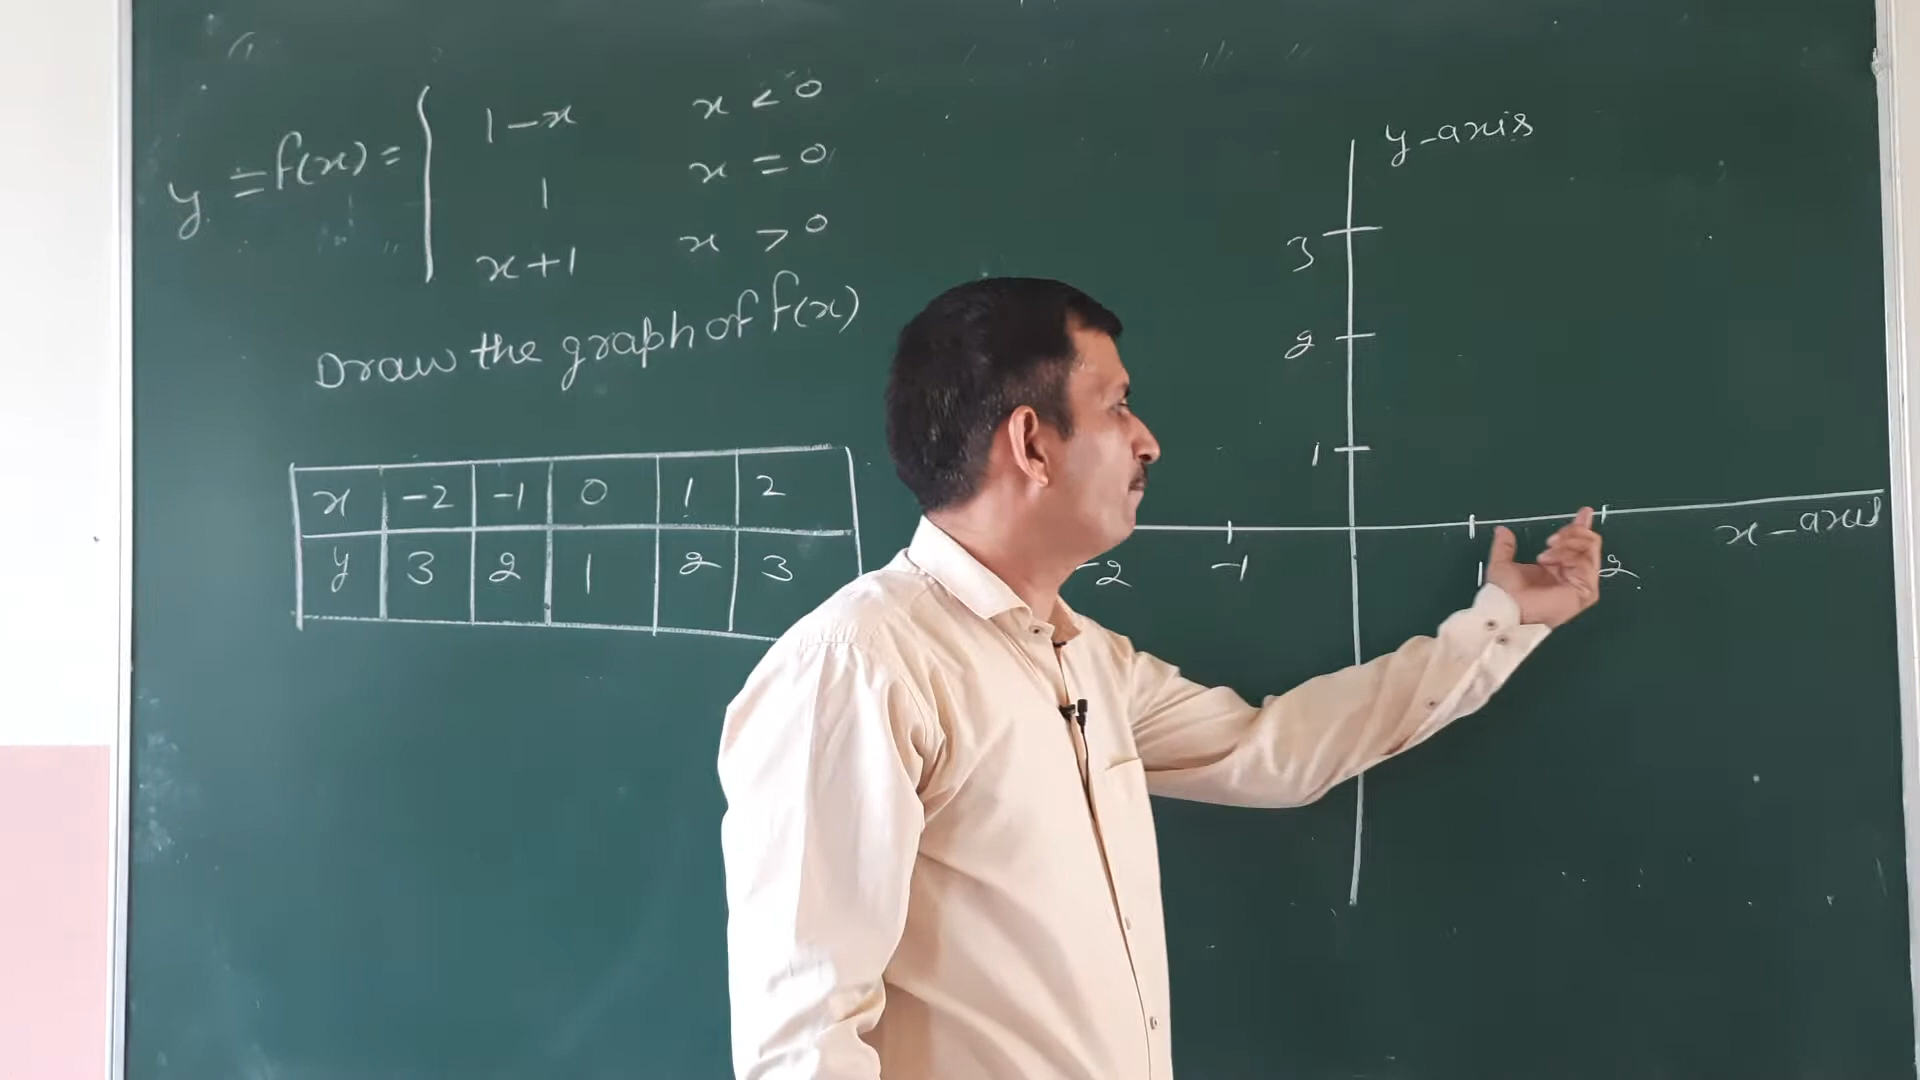 y = f(x) = { 1-x x < 0
1 x = 0
x+1 x > 0
Draw the graph of f(x)
x -2 -1 0 1 2
y 3 2 1 2 3
y-axis
3
2
1
-2 -1 1 2
x-axis